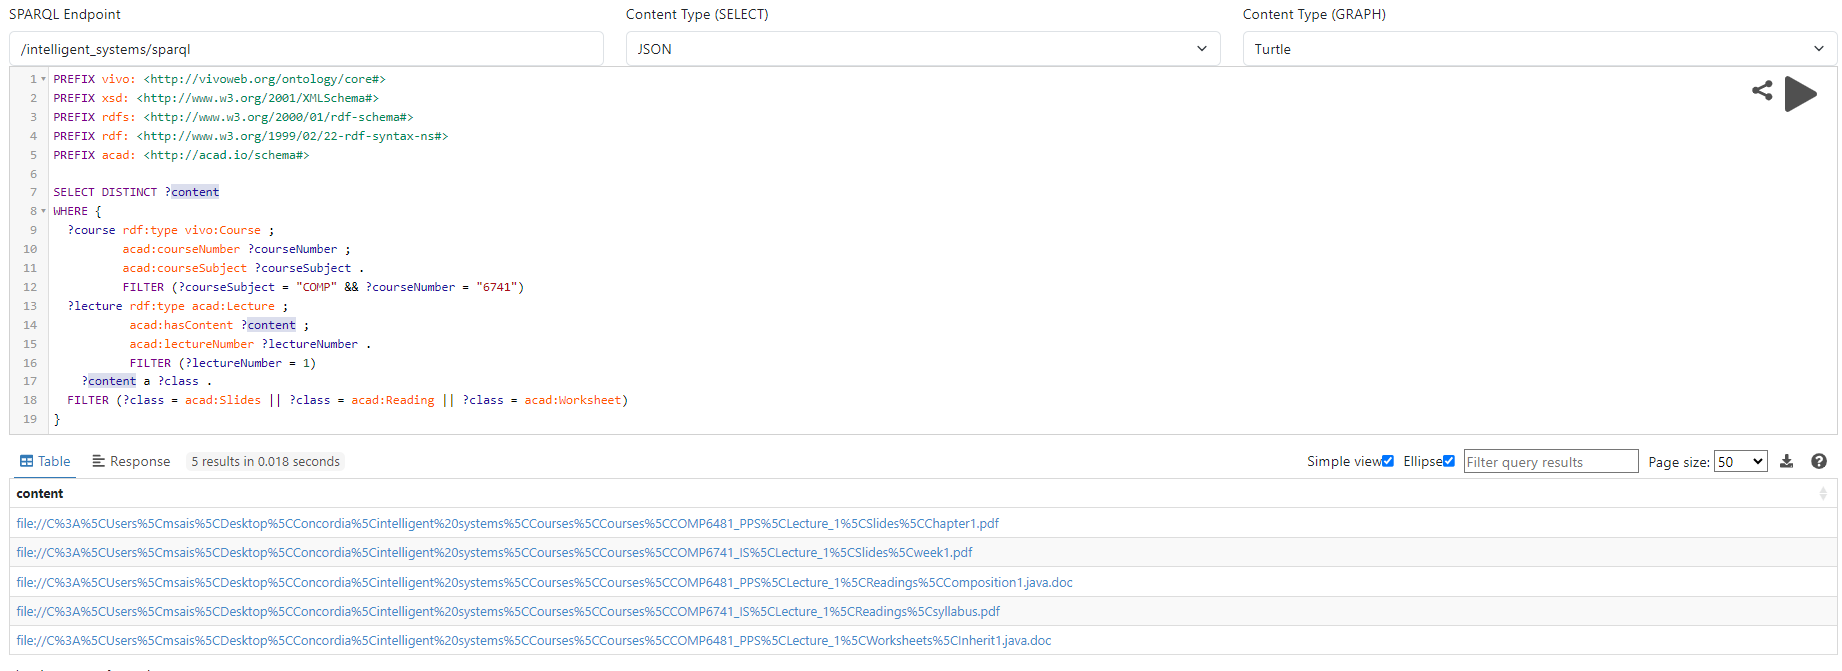 SPARQL Endpoint Content Type (SELECT) Content Type (GRAPH)
/intelligent_systems/sparql JSON Turtle
1 PREFIX vivo: <http://vivoweb.org/ontology/core#>
2 PREFIX xsd: <http://www.w3.org/2001/XMLSchema#>
3 PREFIX rdfs: <http://www.w3.org/2000/01/rdf-schema#>
4 PREFIX rdf: <http://www.w3.org/1999/02/22-rdf-syntax-ns#>
5 PREFIX acad: <http://acad.io/schema#>
6
7 SELECT DISTINCT ?content
8 WHERE {
9 ?course rdf:type vivo:Course ;
10 acad:courseNumber ?courseNumber ;
11 acad:courseSubject ?courseSubject .
12 FILTER (?courseSubject = "COMP" && ?courseNumber = "6741")
13 ?lecture rdf:type acad:Lecture ;
14 acad:hasContent ?content ;
15 acad:lectureNumber ?lectureNumber .
16 FILTER (?lectureNumber = 1)
17 ?content a ?class .
18 FILTER (?class = acad:Slides || ?class = acad:Reading || ?class = acad:Worksheet)
19 }
Table Response 5 results in 0.018 seconds Simple view Ellipse Filter query results Page size: 50
content
file://C%3A%5CUsers%5Cmsais%5CDesktop%5CConcordia%5Cintelligent%20systems%5CCourses%5CCourses%5CCOMP6481_PPS%5CLecture_1%5CSlides%5CChapter1.pdf
file://C%3A%5CUsers%5Cmsais%5CDesktop%5CConcordia%5Cintelligent%20systems%5CCourses%5CCourses%5CCOMP6741_IS%5CLecture_1%5CSlides%5Cweek1.pdf
file://C%3A%5CUsers%5Cmsais%5CDesktop%5CConcordia%5Cintelligent%20systems%5CCourses%5CCourses%5CCOMP6481_PPS%5CLecture_1%5CReadings%5CComposition1.java.doc
file://C%3A%5CUsers%5Cmsais%5CDesktop%5CConcordia%5Cintelligent%20systems%5CCourses%5CCourses%5CCOMP6741_IS%5CLecture_1%5CReadings%5Csyllabus.pdf
file://C%3A%5CUsers%5Cmsais%5CDesktop%5CConcordia%5Cintelligent%20systems%5CCourses%5CCourses%5CCOMP6481_PPS%5CLecture_1%5CWorksheets%5CInherit1.java.doc